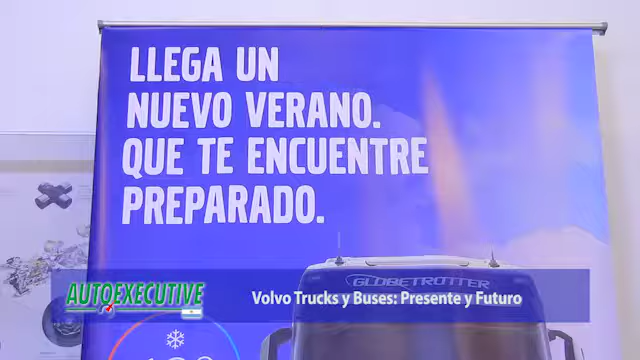 LLEGA UN
NUEVO VERANO.
QUE TE ENCUENTRE
PREPARADO.
GLOBETROTTER
AUTOEXECUTIVE
Volvo Trucks y Buses: Presente y Futuro